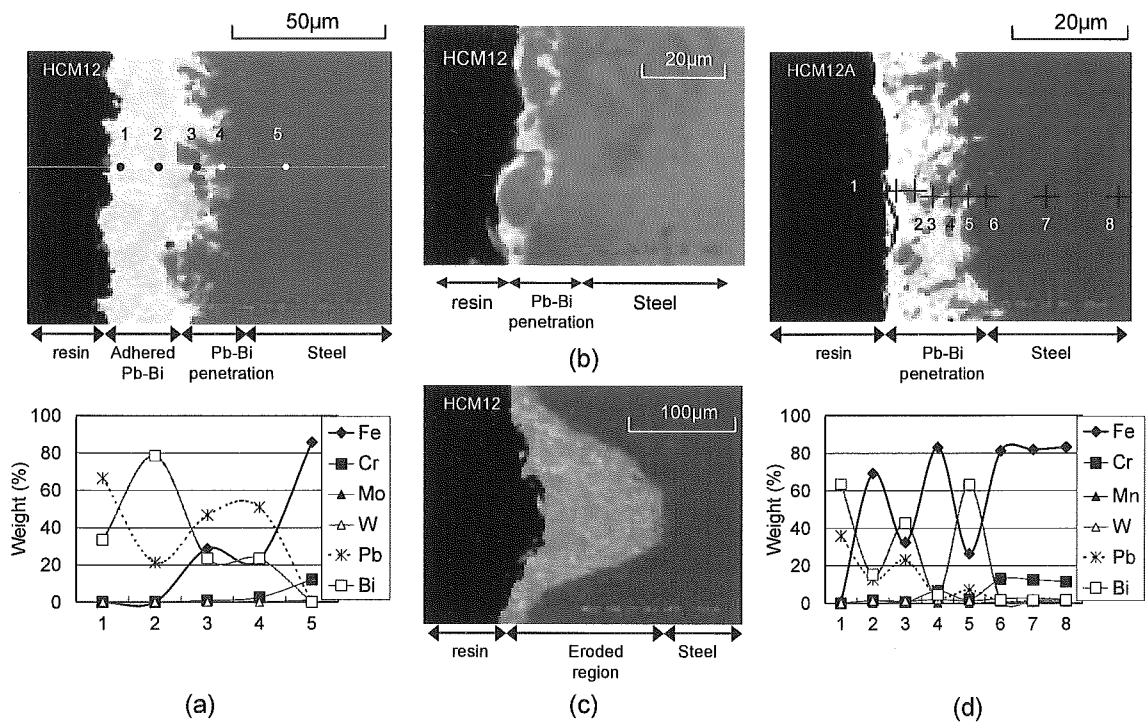 50μm
HCM12
1 2 3 4 5
resin Adhered Pb-Bi Steel
Pb-Bi penetration
100
80
60
40
20
0
Weight (%)
1 2 3 4 5
Fe
Cr
Mo
W
Pb
Bi
(a)
HCM12
20μm
resin Pb-Bi Steel
penetration
(b)
HCM12
100μm
resin Eroded Steel
region
(c)
20μm
HCM12A
1
2 3 4 5 6 7 8
resin Pb-Bi Steel
penetration
100
80
60
40
20
0
Weight (%)
1 2 3 4 5 6 7 8
Fe
Cr
Mn
W
Pb
Bi
(d)